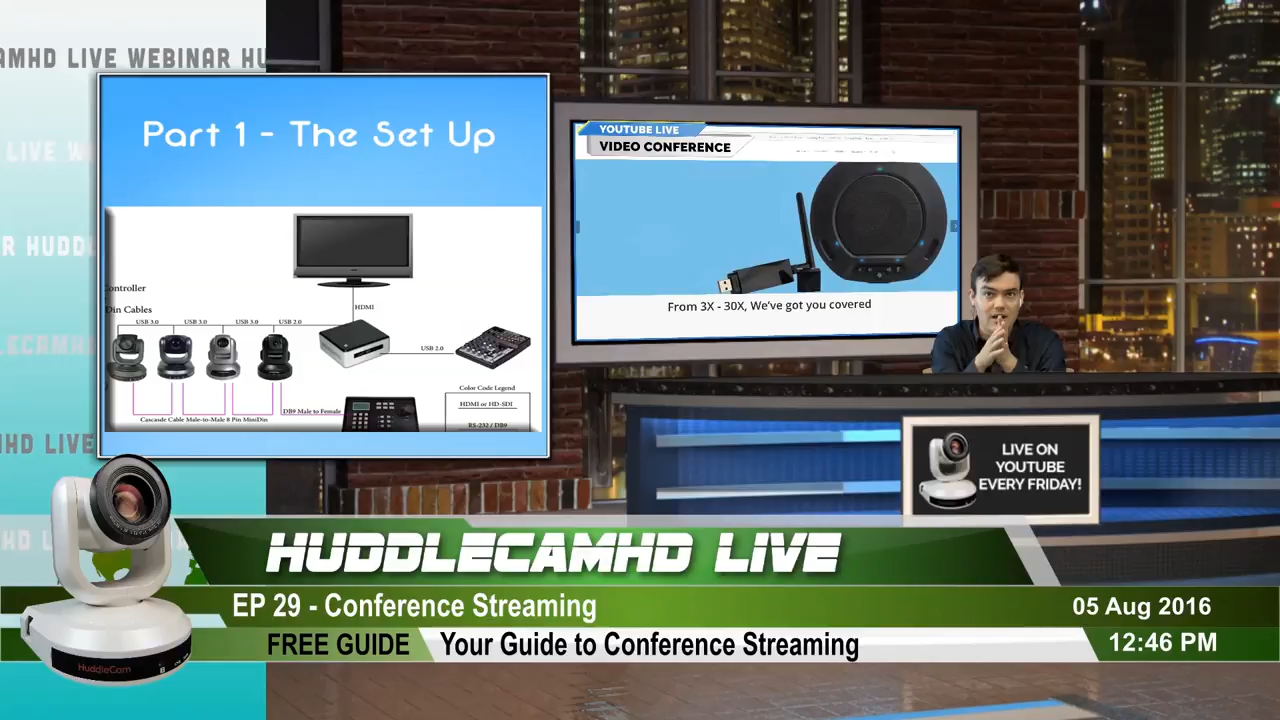 AMHD LIVE WEBINAR HU
LIVE W
R HUDDL
LECAMH
HD LIVE
HD L
Part 1 - The Set Up
ontroller
Din Cables
HDMI
USB 3.0
USB 3.0
USB 3.0
USB 2.0
USB 2.0
Color Code Legend
HDMI or HD-SDI
RS-232 / DB9
DB9 Male to Female
Cascade Cable Male-to-Male 8 Pin MiniDin
YOUTUBE LIVE
VIDEO CONFERENCE
From 3X - 30X, We've got you covered
LIVE ON
YOUTUBE
EVERY FRIDAY!
HUDDLECAMHD LIVE
EP 29 - Conference Streaming
05 Aug 2016
FREE GUIDE
Your Guide to Conference Streaming
12:46 PM
HuddleCam